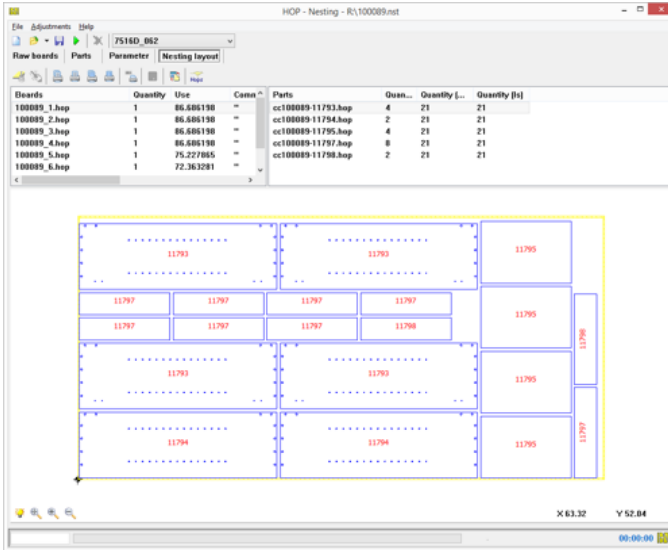 HOP - Nesting - R:\100089.nst
File Adjustments Help
7516D_062
Raw boards Parts Parameter Nesting layout
Boards Quantity Use Comn
100089_1.hop 1 86.686198 ""
100089_2.hop 1 86.686198 ""
100089_3.hop 1 86.686198 ""
100089_4.hop 1 86.686198 ""
100089_5.hop 1 75.227865 ""
100089_6.hop 1 72.363281 ""
Parts Quan... Quantity (... Quantity [Is]
cc100089-11793.hop 4 21 21
cc100089-11794.hop 2 21 21
cc100089-11795.hop 4 21 21
cc100089-11797.hop 8 21 21
cc100089-11798.hop 2 21 21
11793 11793 11795
11797 11797 11797 11797
11795
11797 11797 11797 11798
11798
11793 11793 11795
11794 11794 11795
11797
X 63.32 Y 52.04
00:00:00